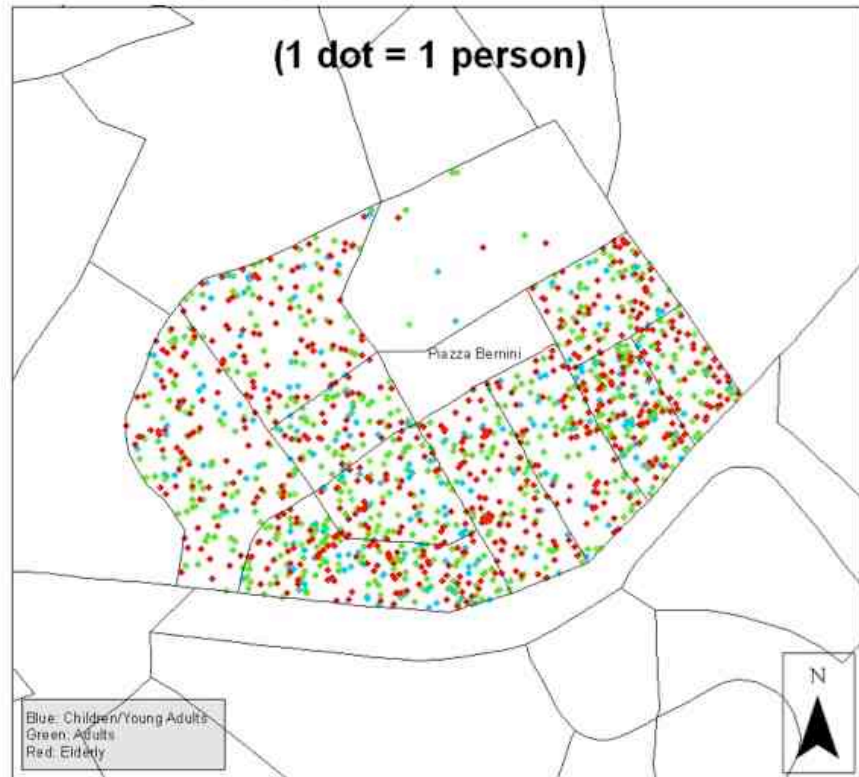 (1 dot = 1 person)
Piazza Bernini
N
Blue: Children/Young Adults
Green: Adults
Red: Elderly